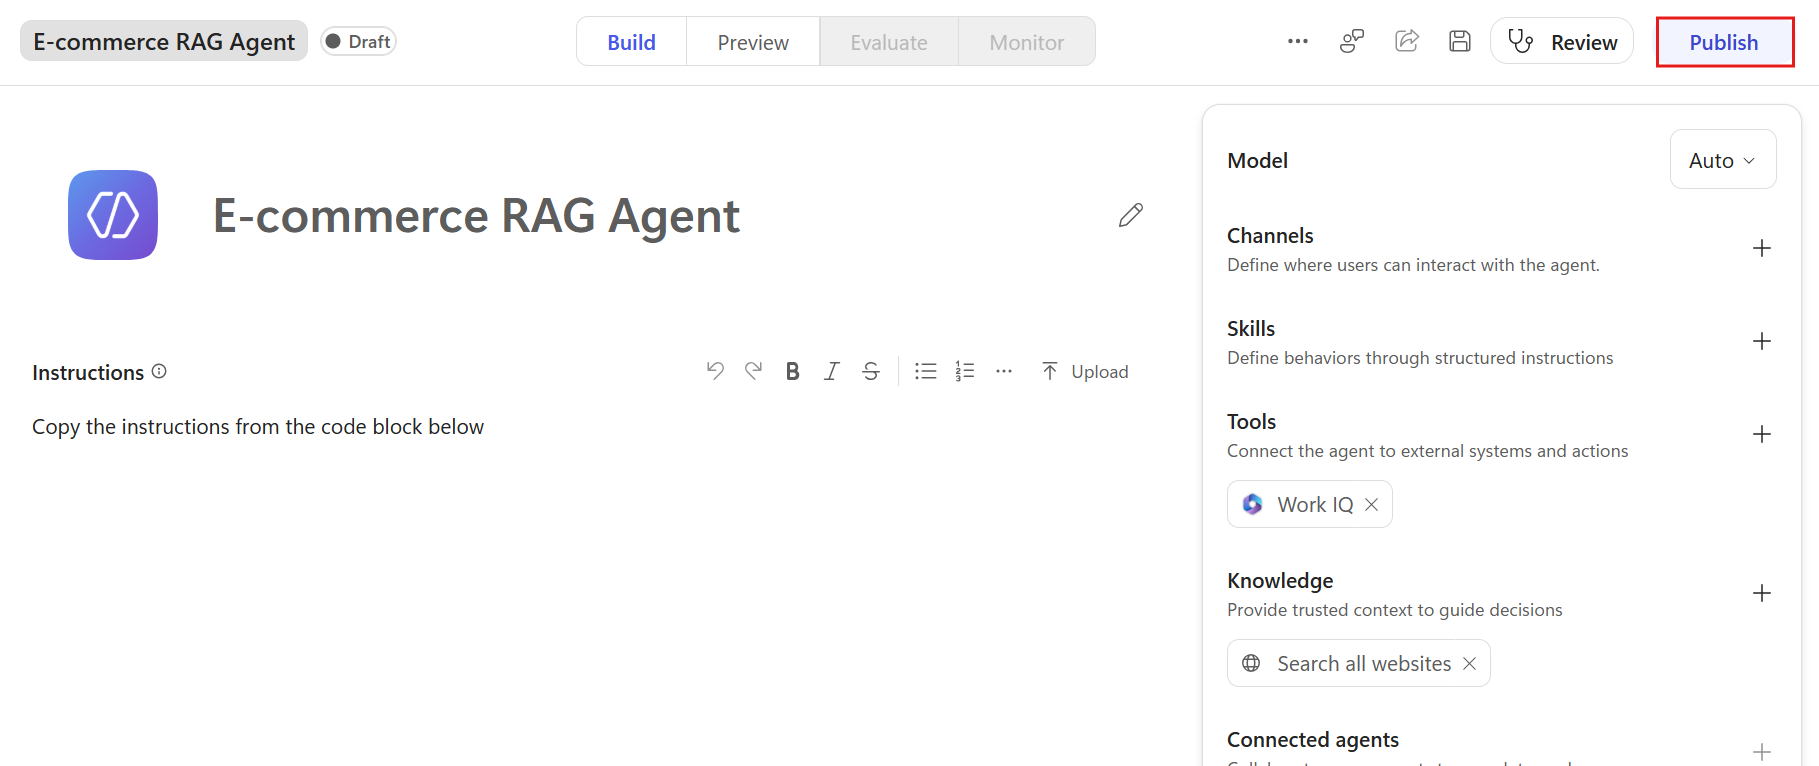 E-commerce RAG Agent
Draft
Build
Preview
Evaluate
Monitor
Review
Publish
E-commerce RAG Agent
Instructions
Upload
Copy the instructions from the code block below
Model
Auto
Channels
Define where users can interact with the agent.
Skills
Define behaviors through structured instructions
Tools
Connect the agent to external systems and actions
Work IQ
Knowledge
Provide trusted context to guide decisions
Search all websites
Connected agents